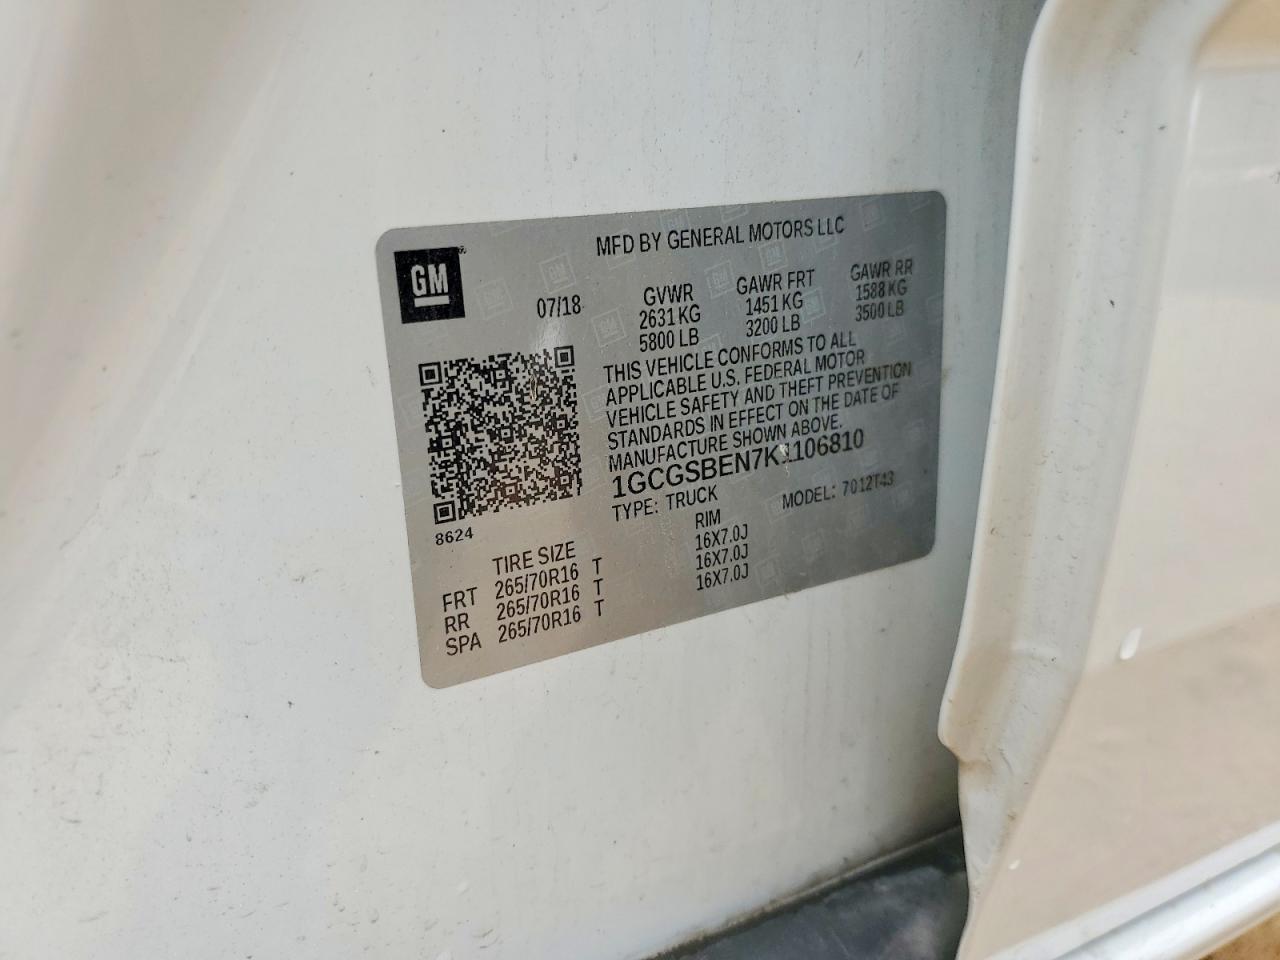 GM
MFD BY GENERAL MOTORS LLC
07/18
GVWR GAWR FRT GAWR RR
2631 KG 1451 KG 1588 KG
5800 LB 3200 LB 3500 LB
THIS VEHICLE CONFORMS TO ALL
APPLICABLE U.S. FEDERAL MOTOR
VEHICLE SAFETY AND THEFT PREVENTION
STANDARDS IN EFFECT ON THE DATE OF
MANUFACTURE SHOWN ABOVE.
1GCGSBEN7K1106810
TYPE: TRUCK MODEL: 7012T43
8624
TIRE SIZE RIM
FRT 265/70R16 T 16X7.0J
RR 265/70R16 T 16X7.0J
SPA 265/70R16 T 16X7.0J